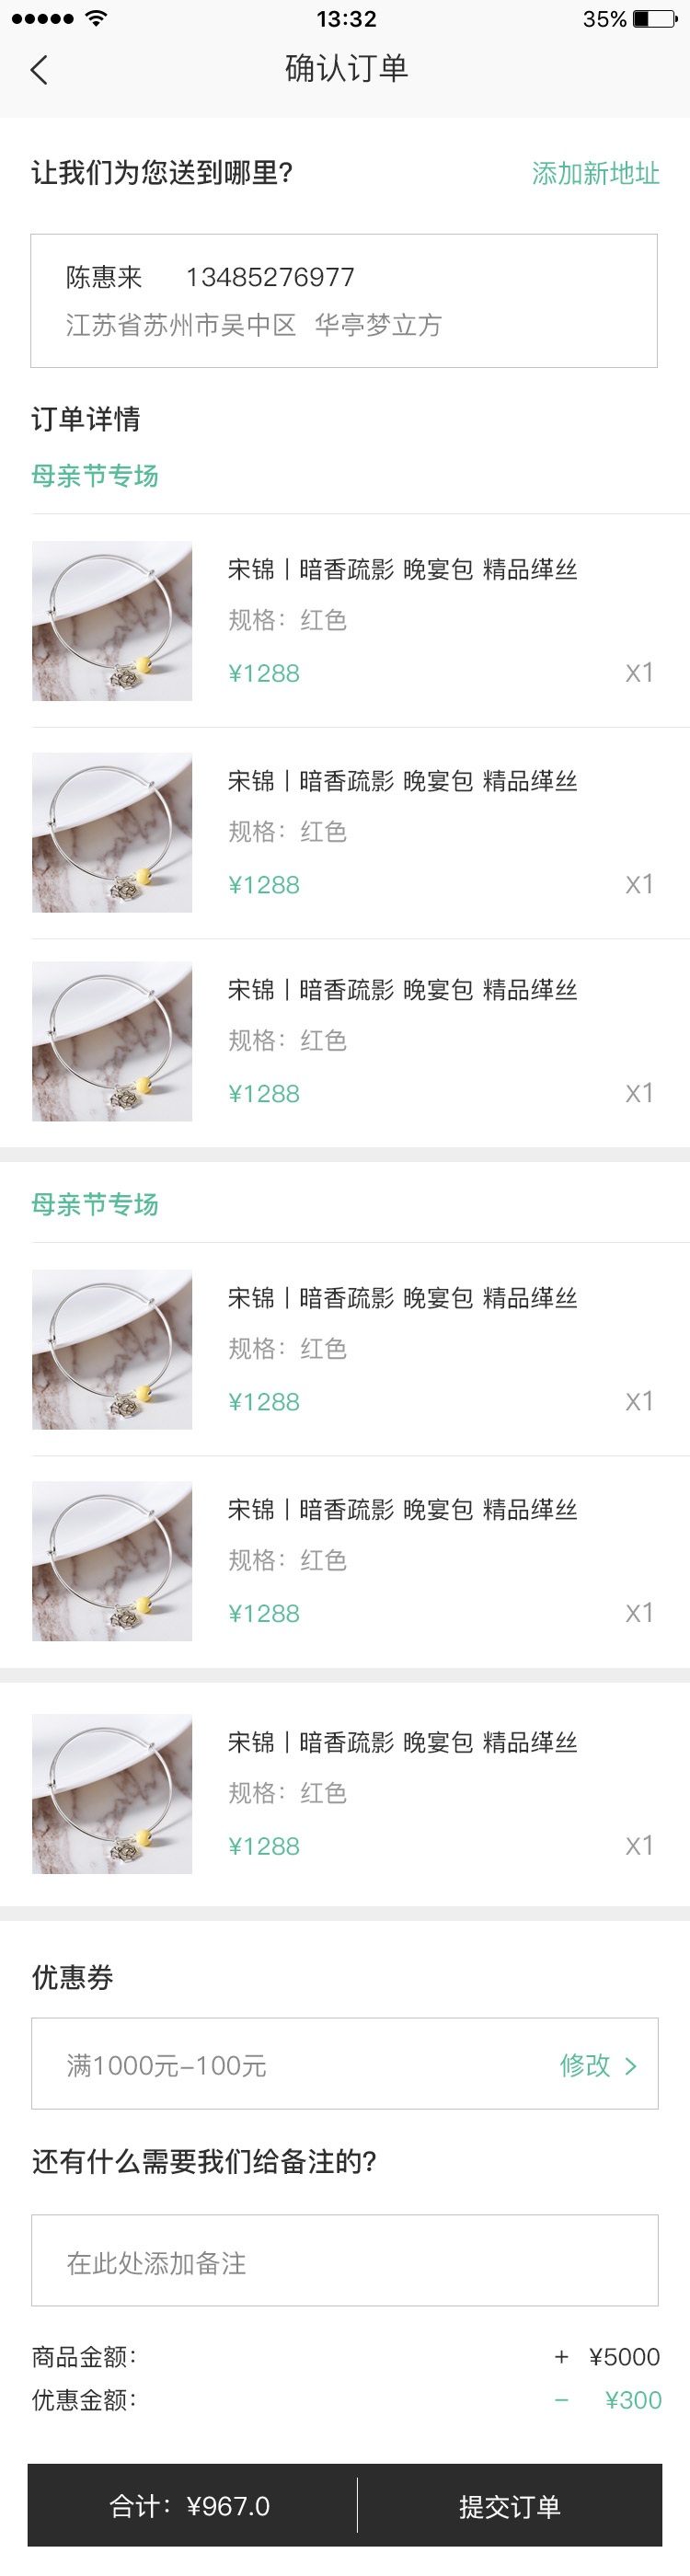 13:32
35%
确认订单
让我们为您送到哪里?
添加新地址
陈惠来 13485276977
江苏省苏州市吴中区 华亭梦立方
订单详情
母亲节专场
宋锦丨暗香疏影 晚宴包 精品缂丝
规格：红色
¥1288 X1
宋锦丨暗香疏影 晚宴包 精品缂丝
规格：红色
¥1288 X1
宋锦丨暗香疏影 晚宴包 精品缂丝
规格：红色
¥1288 X1
母亲节专场
宋锦丨暗香疏影 晚宴包 精品缂丝
规格：红色
¥1288 X1
宋锦丨暗香疏影 晚宴包 精品缂丝
规格：红色
¥1288 X1
宋锦丨暗香疏影 晚宴包 精品缂丝
规格：红色
¥1288 X1
优惠券
满1000元-100元 修改 >
还有什么需要我们给备注的?
在此处添加备注
商品金额： + ¥5000
优惠金额： - ¥300
合计：¥967.0 提交订单